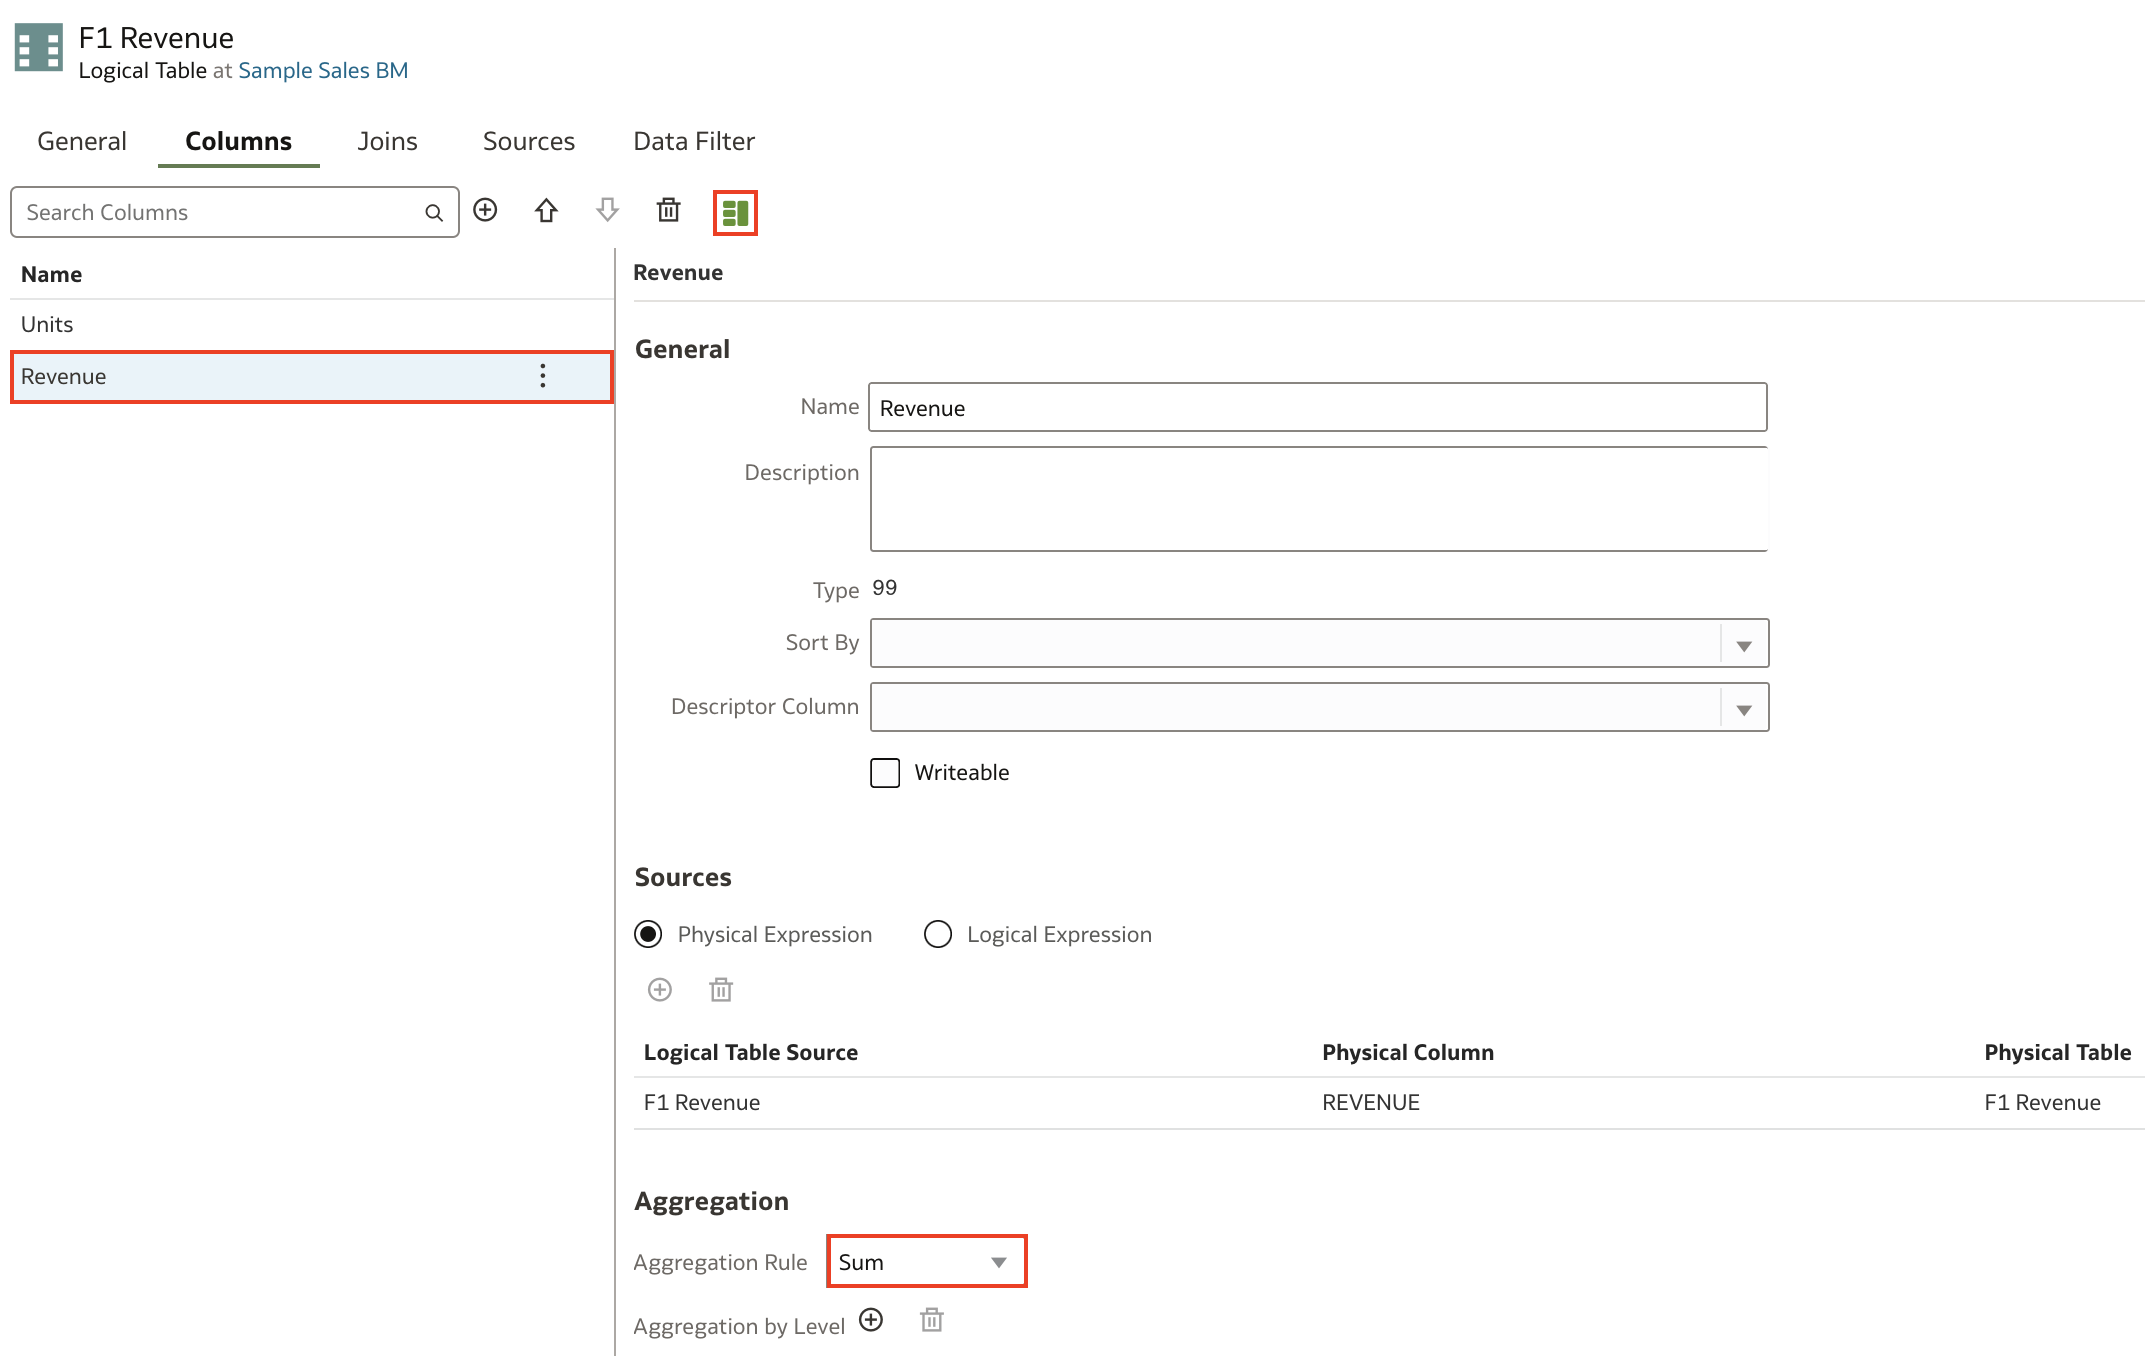 F1 Revenue
Logical Table at Sample Sales BM
General Columns Joins Sources Data Filter
Search Columns
Name
Units
Revenue
Revenue
General
Name Revenue
Description
Type 99
Sort By
Descriptor Column
Writeable
Sources
Physical Expression Logical Expression
Logical Table Source Physical Column Physical Table
F1 Revenue REVENUE F1 Revenue
Aggregation
Aggregation Rule Sum
Aggregation by Level